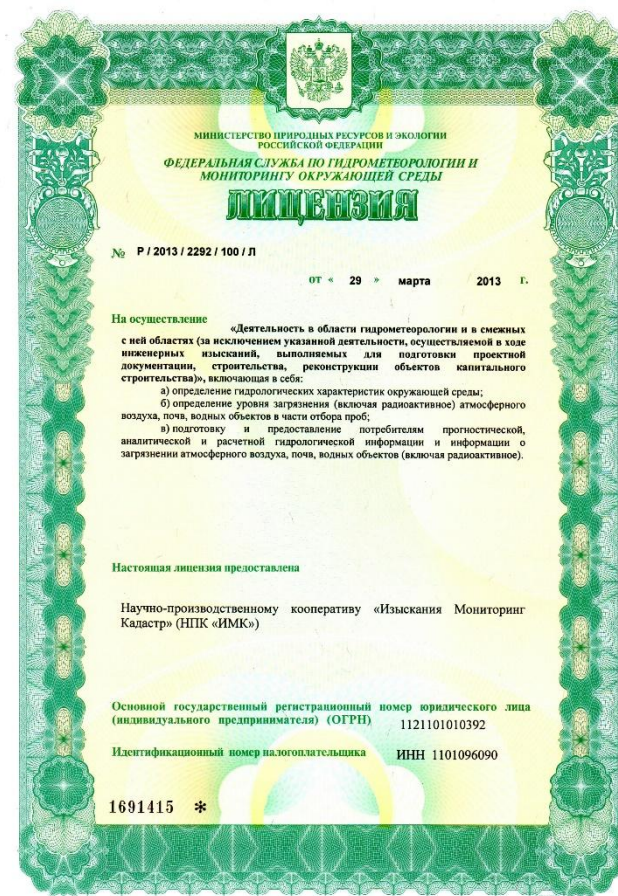 МИНИСТЕРСТВО ПРИРОДНЫХ РЕСУРСОВ И ЭКОЛОГИИ
РОССИЙСКОЙ ФЕДЕРАЦИИ
ФЕДЕРАЛЬНАЯ СЛУЖБА ПО ГИДРОМЕТЕОРОЛОГИИ И
МОНИТОРИНГУ ОКРУЖАЮЩЕЙ СРЕДЫ
ЛИЦЕНЗИЯ
№ Р / 2013 / 2292 / 100 / Л
от « 29 » марта 2013 г.
На осуществление
«Деятельность в области гидрометеорологии и в смежных
с ней областях (за исключением указанной деятельности, осуществляемой в ходе
инженерных изысканий, выполняемых для подготовки проектной
документации, строительства, реконструкции объектов капитального
строительства)», включающая в себя:
а) определение гидрологических характеристик окружающей среды;
б) определение уровня загрязнения (включая радиоактивное) атмосферного
воздуха, почв, водных объектов в части отбора проб;
в) подготовку и предоставление потребителям прогностической,
аналитической и расчетной гидрологической информации и информации о
загрязнении атмосферного воздуха, почв, водных объектов (включая радиоактивное).
Настоящая лицензия предоставлена
Научно-производственному кооперативу «Изыскания Мониторинг
Кадастр» (НПК «ИМК»)
Основной государственный регистрационный номер юридического лица
(индивидуального предпринимателя) (ОГРН) 1121101010392
Идентификационный номер налогоплательщика ИНН 1101096090
1691415 *